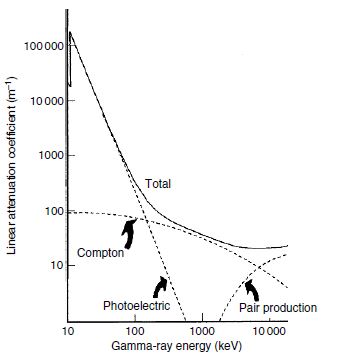 Linear attenuation coefficient (m⁻¹)
100 000
10 000
1000
100
10
Total
Compton
Photoelectric
Pair production
10
100
1000
10 000
Gamma-ray energy (keV)